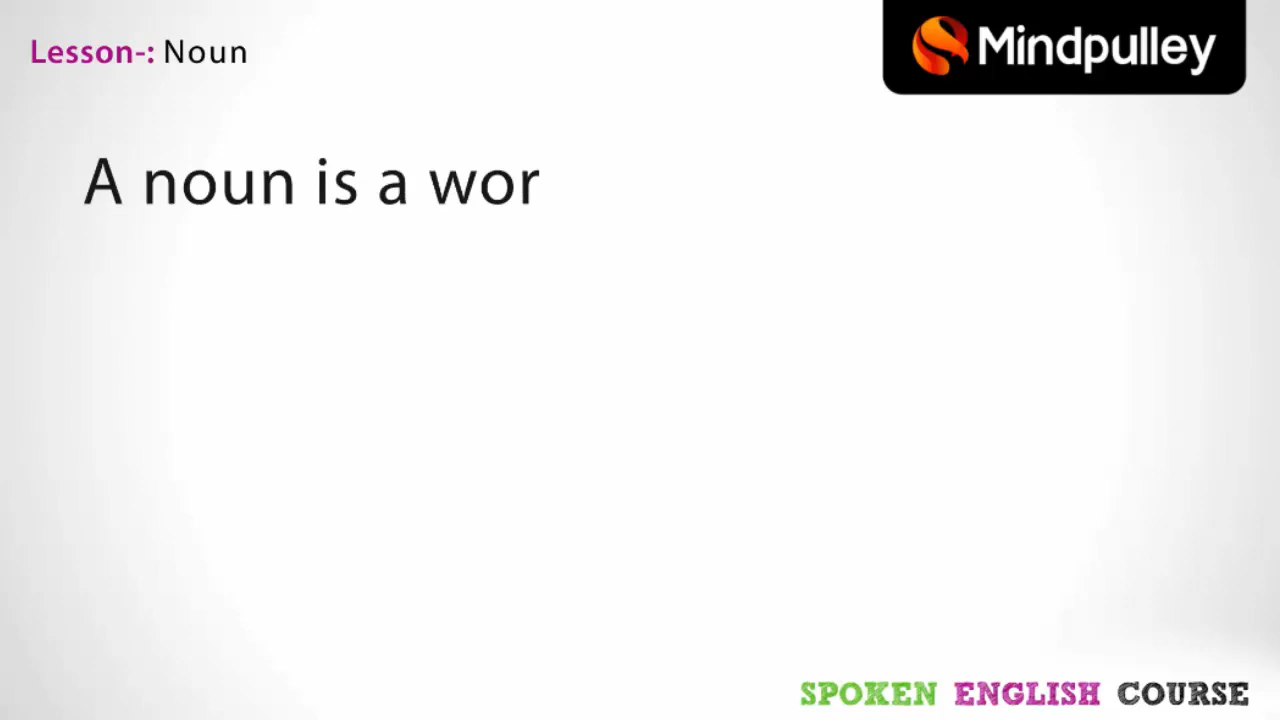 Lesson-: Noun
Mindpulley
A noun is a wor
SPOKEN ENGLISH COURSE